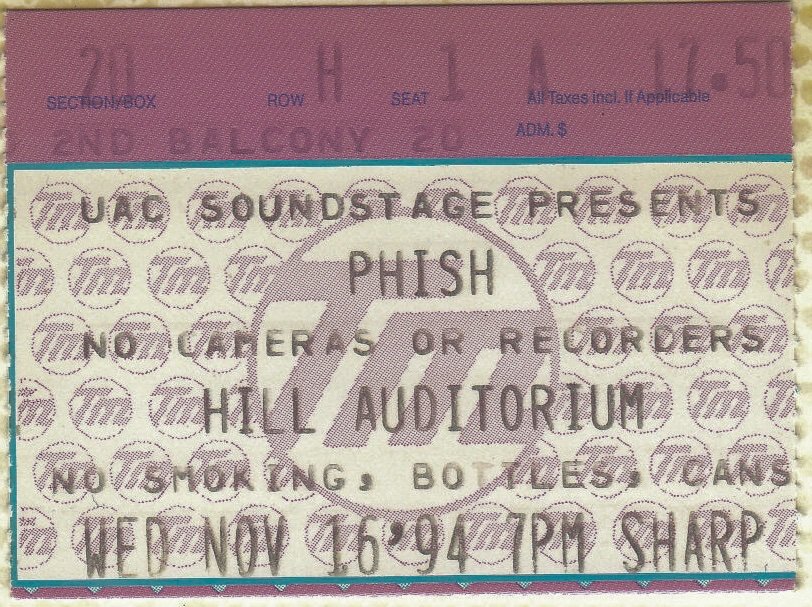 20 H 1 A 17.50
SECTION/BOX ROW SEAT All Taxes incl. If Applicable
ADM. $
2ND BALCONY 20
UAC SOUNDSTAGE PRESENTS
PHISH
NO CAMERAS OR RECORDERS
HILL AUDITORIUM
NO SMOKING, BOTTLES, CANS
WED NOV 16'94 7PM SHARP
Tm